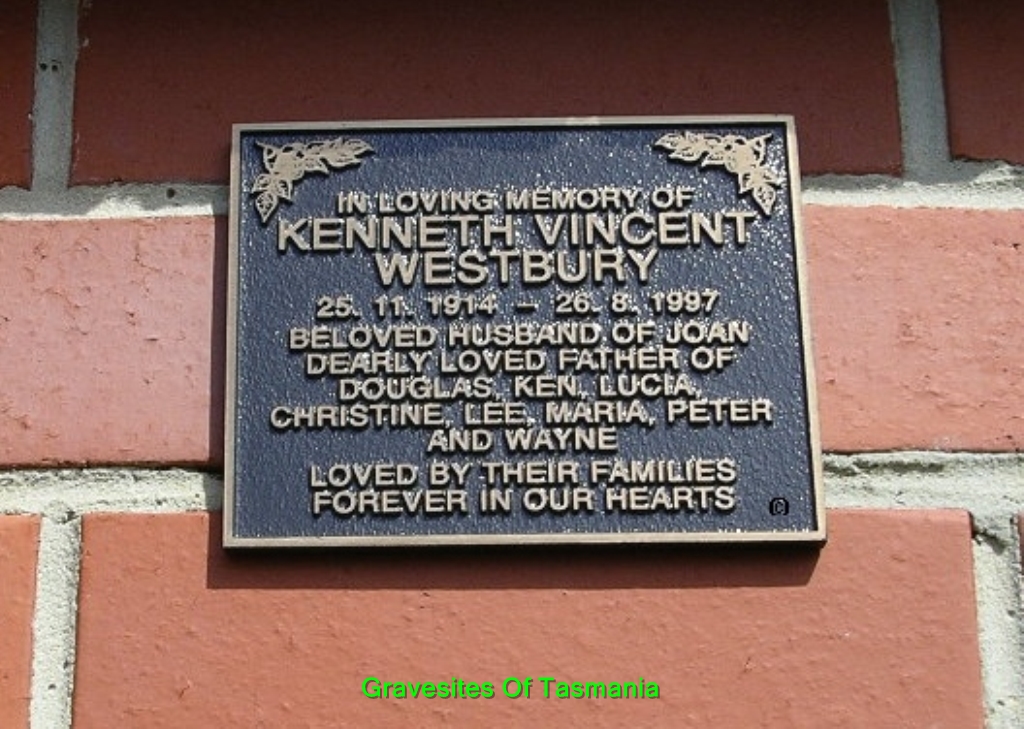 IN LOVING MEMORY OF
KENNETH VINCENT
WESTBURY
25. 11. 1914 – 26. 8. 1997
BELOVED HUSBAND OF JOAN
DEARLY LOVED FATHER OF
DOUGLAS, KEN, LUCIA,
CHRISTINE, LEE, MARIA, PETER
AND WAYNE
LOVED BY THEIR FAMILIES
FOREVER IN OUR HEARTS
©
Gravesites Of Tasmania